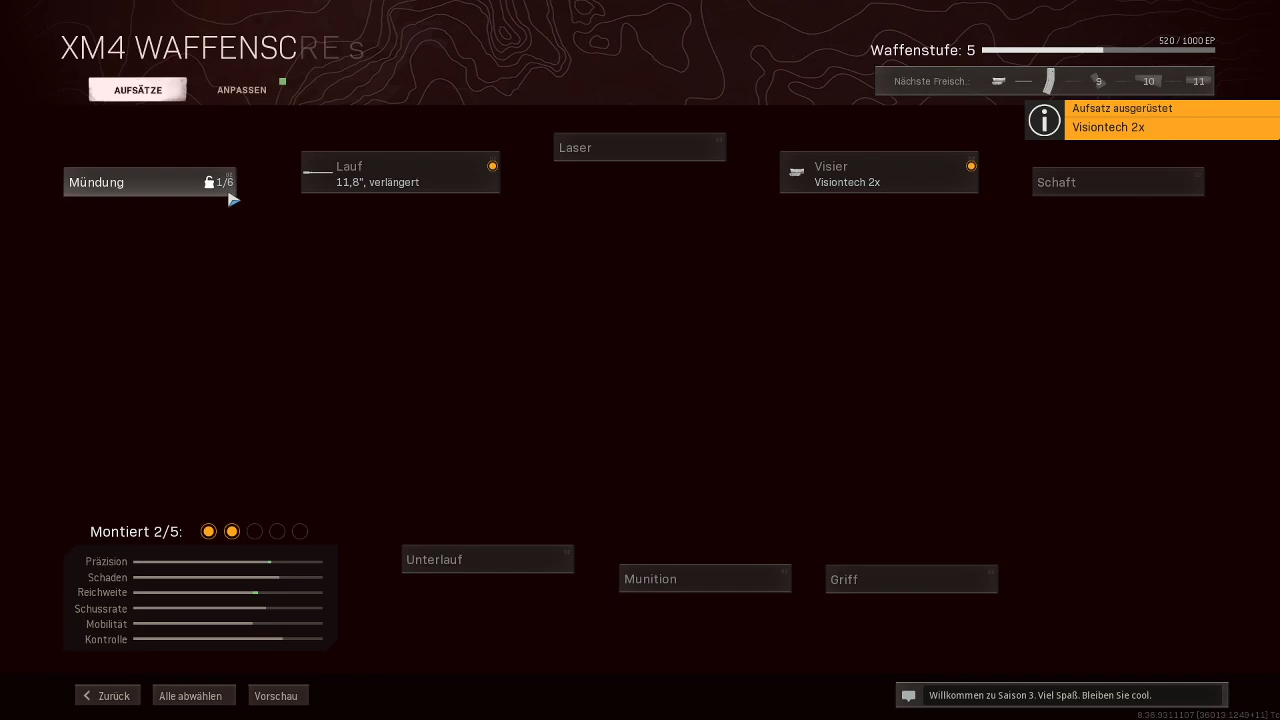 XM4 WAFFENSCRE s
Waffenstufe: 5
520 / 1000 EP
AUFSÄTZE
ANPASSEN
Nächste Freisch.:
9
10
11
Aufsatz ausgerüstet
Visiontech 2x
Laser
Mündung
1/6
Lauf
11,8", verlängert
Visier
Visiontech 2x
Schaft
Montiert 2/5:
Präzision
Schaden
Reichweite
Schussrate
Mobilität
Kontrolle
Unterlauf
Munition
Griff
Zurück
Alle abwählen
Vorschau
Willkommen zu Saison 3. Viel Spaß. Bleiben Sie cool.